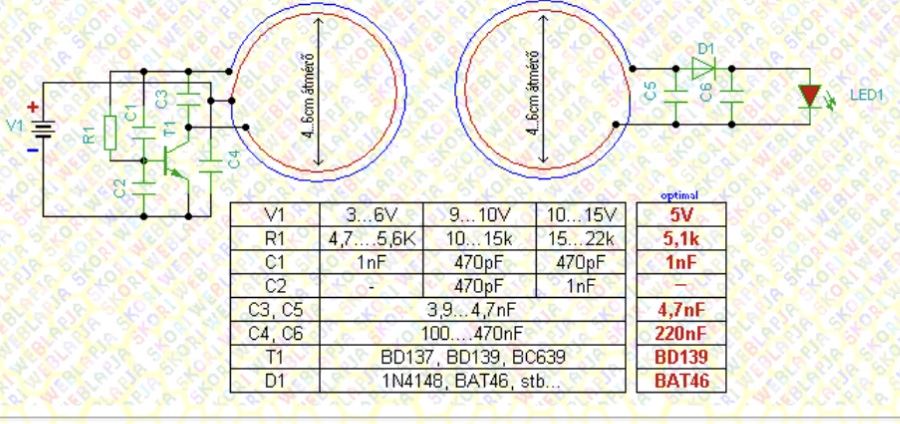 4..6cm átmérő
4..6cm átmérő
D1
C3
C1
T1
R1
V1
+
-
C2
C4
C5
C6
LED1
optimal
V1 3...6V 9...10V 10...15V 5V
R1 4,7....5,6K 10...15k 15...22k 5,1k
C1 1nF 470pF 470pF 1nF
C2 - 470pF 1nF –
C3, C5 3,9...4,7nF 4,7nF
C4, C6 100....470nF 220nF
T1 BD137, BD139, BC639 BD139
D1 1N4148, BAT46, stb... BAT46